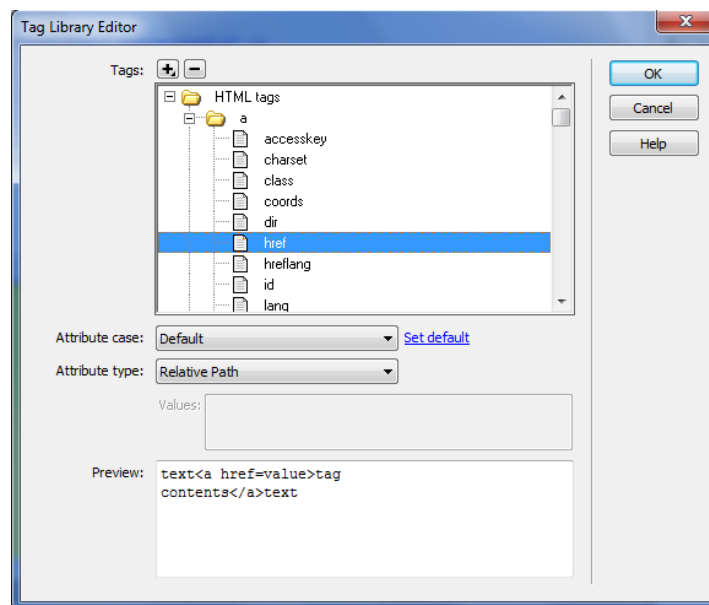 Tag Library Editor
Tags:
OK
Cancel
Help
HTML tags
a
accesskey
charset
class
coords
dir
href
hreflang
id
lang
Attribute case: Default Set default
Attribute type: Relative Path
Values:
Preview: text<a href=value>tag
contents</a>text